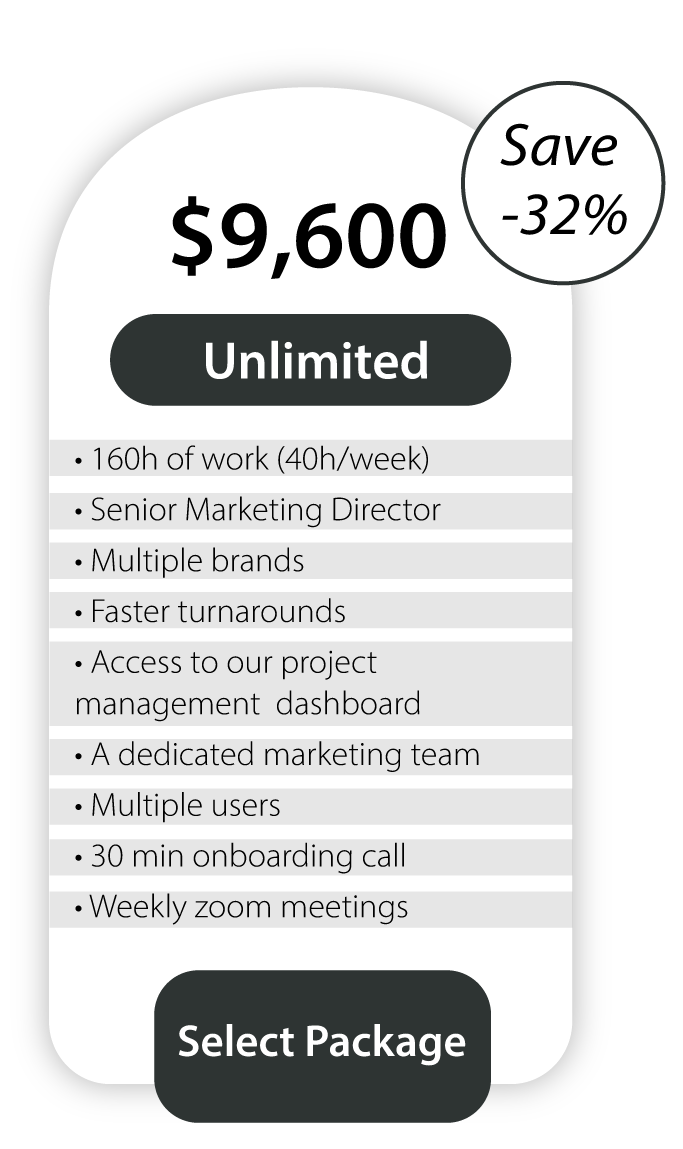 Save
-32%
$9,600
Unlimited
• 160h of work (40h/week)
• Senior Marketing Director
• Multiple brands
• Faster turnarounds
• Access to our project
management  dashboard
• A dedicated marketing team
• Multiple users
• 30 min onboarding call
• Weekly zoom meetings
Select Package